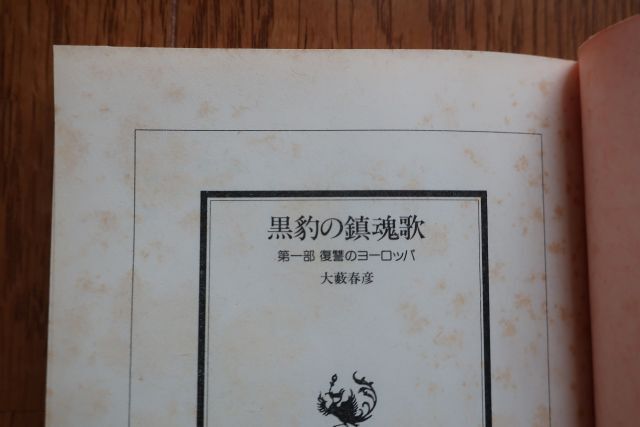 黒豹の鎮魂歌
第一部 復讐のヨーロッパ
大藪春彦